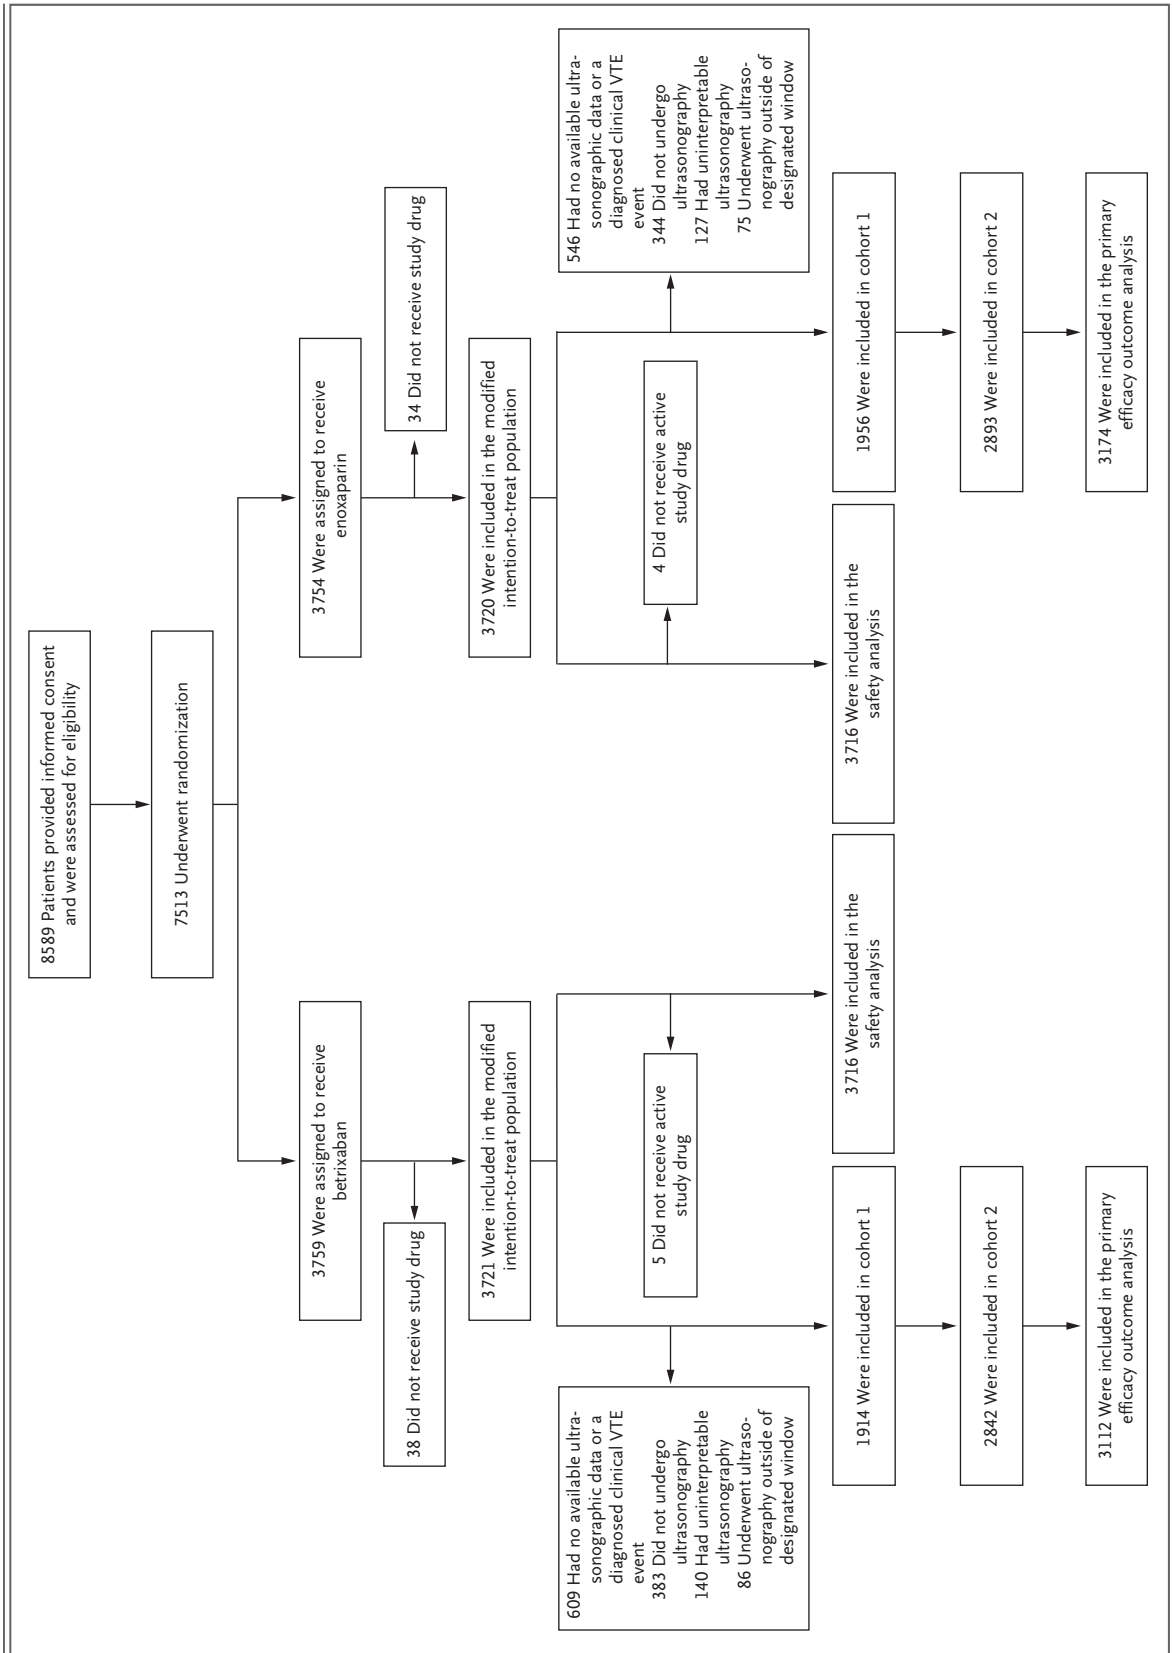 8589 Patients provided informed consent
and were assessed for eligibility
7513 Underwent randomization
3759 Were assigned to receive
betrixaban
3754 Were assigned to receive
enoxaparin
38 Did not receive study drug
34 Did not receive study drug
3721 Were included in the modified
intention-to-treat population
3720 Were included in the modified
intention-to-treat population
609 Had no available ultra-
sonographic data or a
diagnosed clinical VTE
event
383 Did not undergo
ultrasonography
140 Had uninterpretable
ultrasonography
86 Underwent ultraso-
nography outside of
designated window
5 Did not receive active
study drug
4 Did not receive active
study drug
546 Had no available ultra-
sonographic data or a
diagnosed clinical VTE
event
344 Did not undergo
ultrasonography
127 Had uninterpretable
ultrasonography
75 Underwent ultraso-
nography outside of
designated window
1914 Were included in cohort 1
3716 Were included in the
safety analysis
3716 Were included in the
safety analysis
1956 Were included in cohort 1
2842 Were included in cohort 2
2893 Were included in cohort 2
3112 Were included in the primary
efficacy outcome analysis
3174 Were included in the primary
efficacy outcome analysis